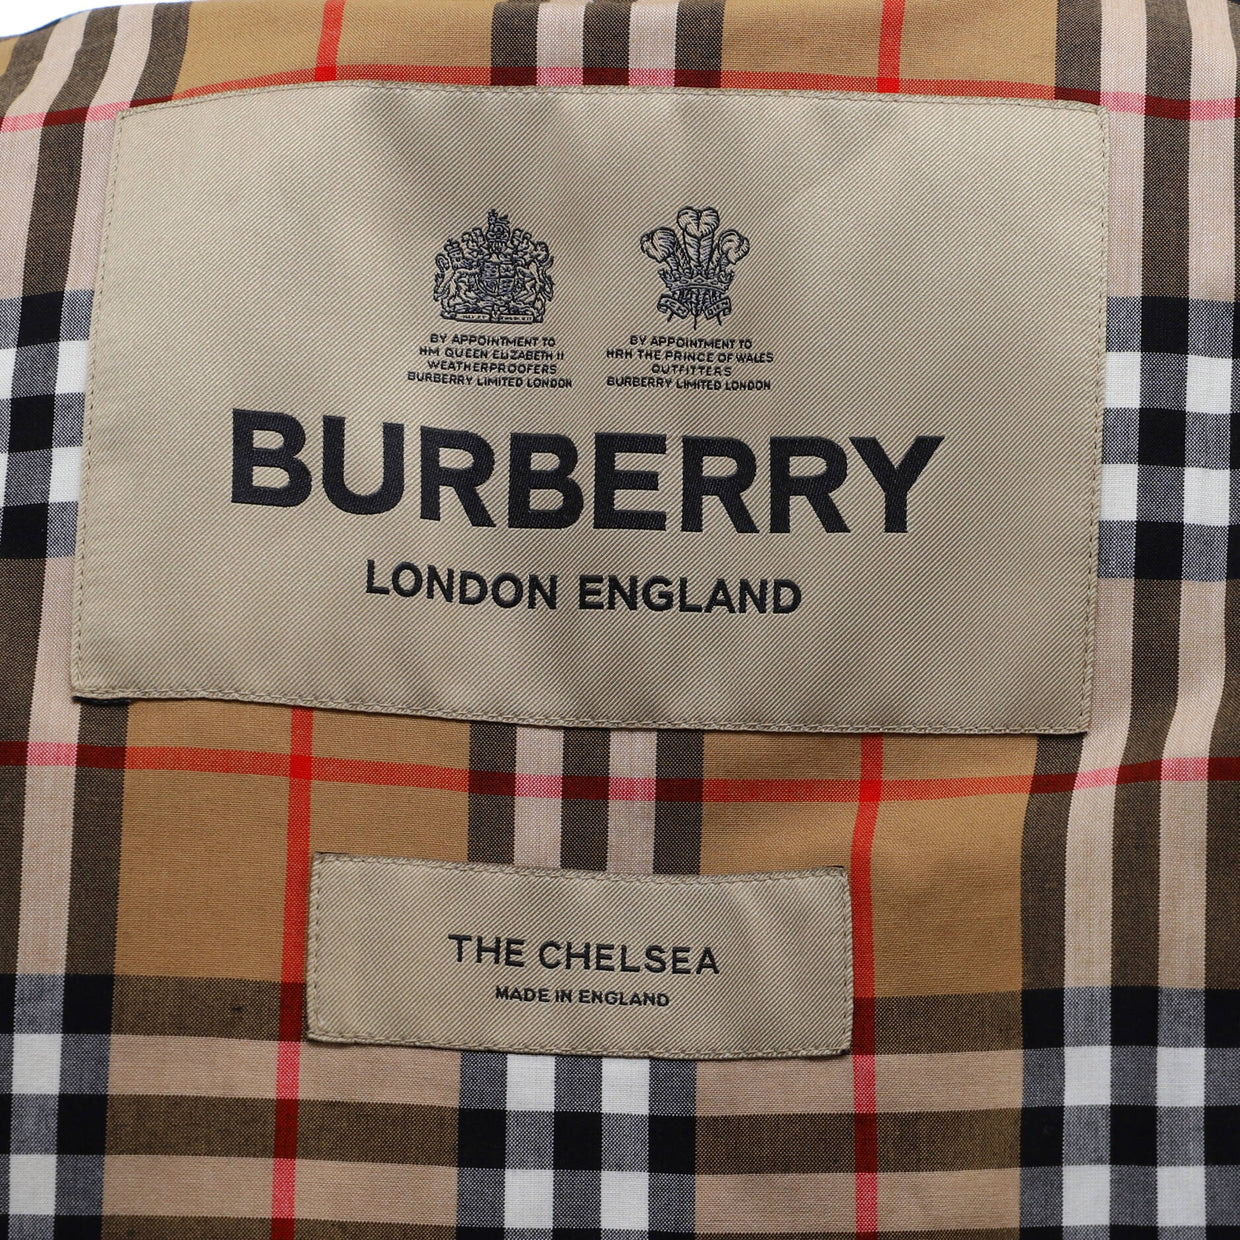 BY APPOINTMENT TO
HM QUEEN ELIZABETH II
WEATHERPROOFERS
BURBERRY LIMITED LONDON
BY APPOINTMENT TO
HRH THE PRINCE OF WALES
OUTFITTERS
BURBERRY LIMITED LONDON
BURBERRY
LONDON ENGLAND
THE CHELSEA
MADE IN ENGLAND